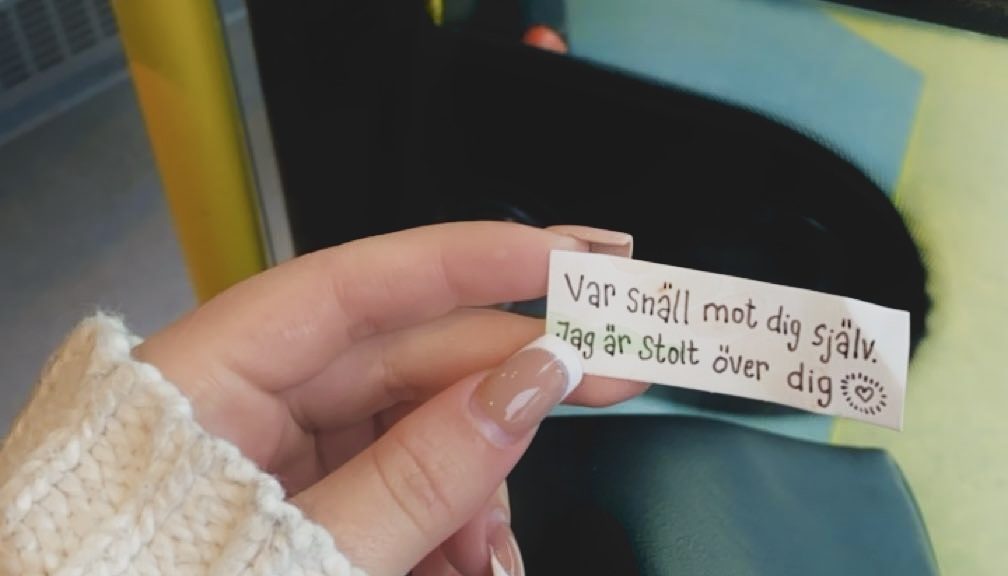 Var snäll mot dig själv.
Jag är Stolt över dig